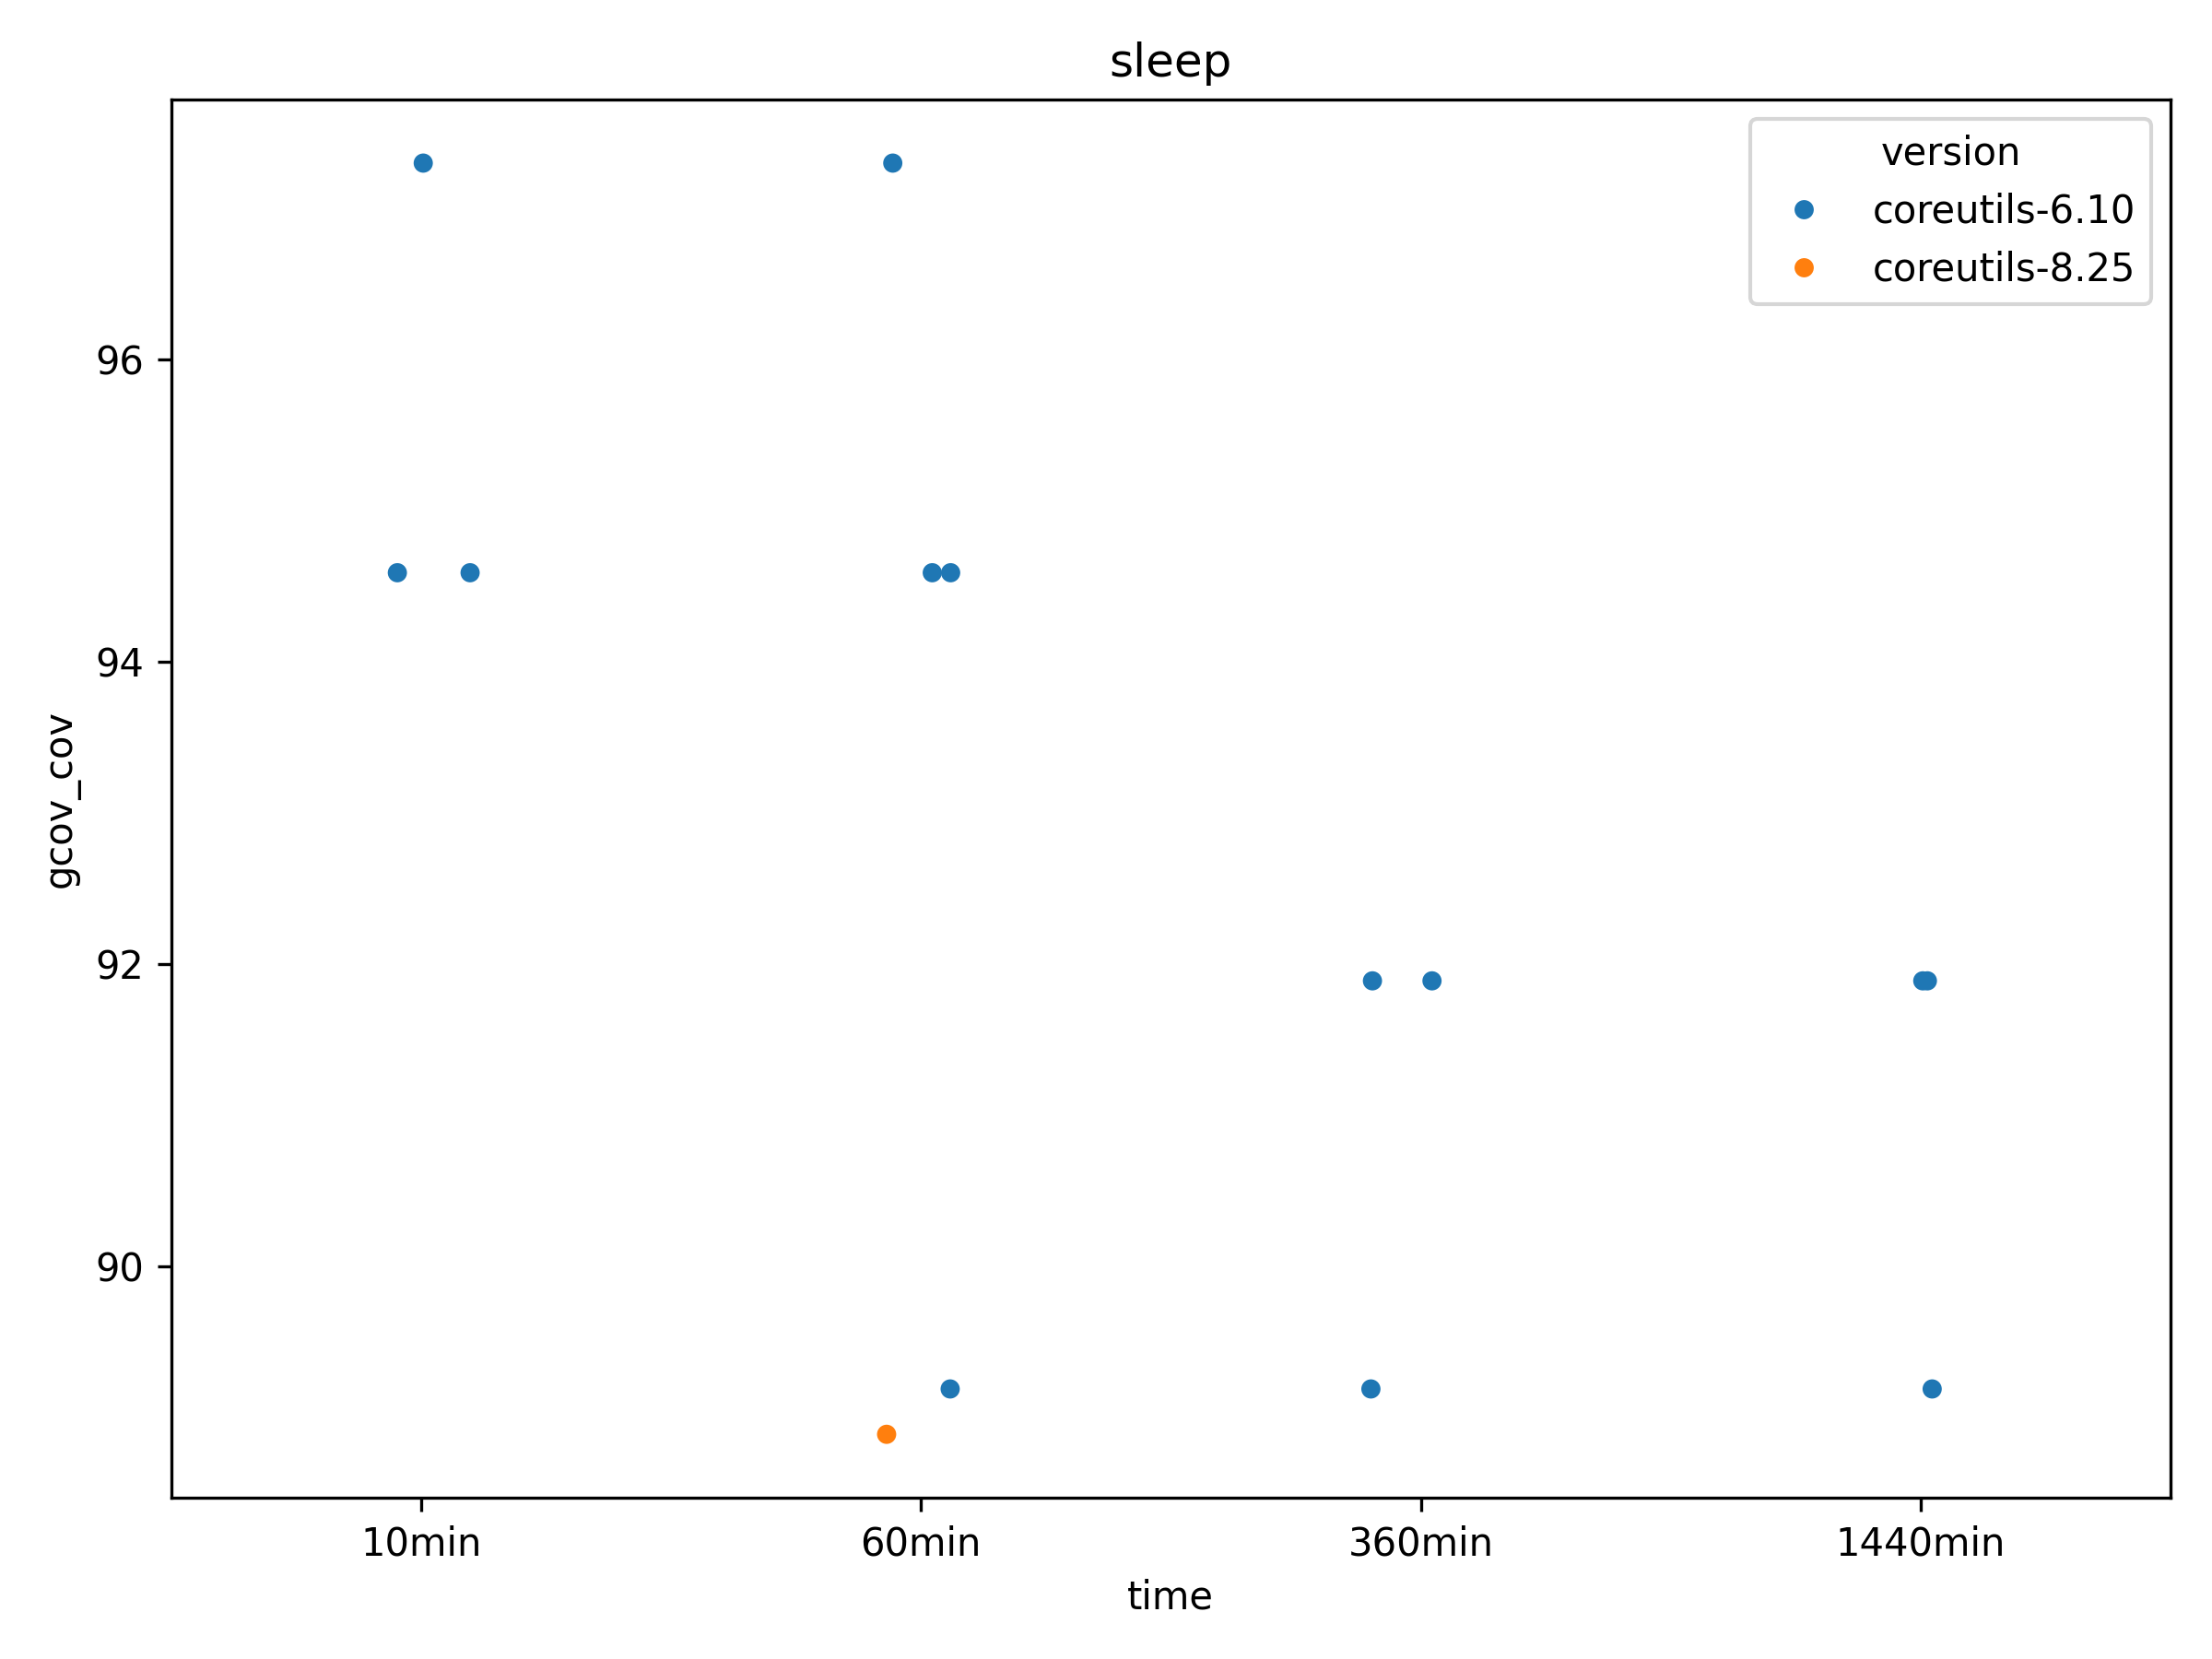 sleep
version
coreutils-6.10
coreutils-8.25
96
94
92
90
gcov_cov
10min
60min
360min
1440min
time